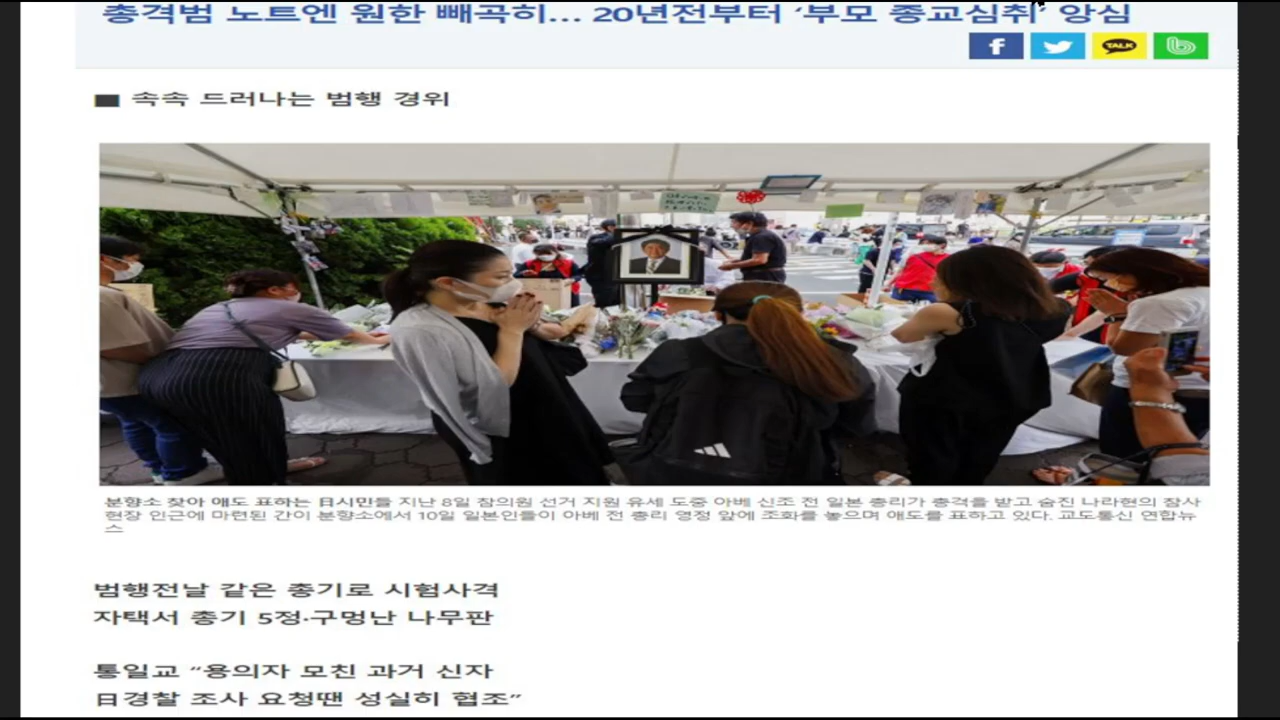 총격범 노트엔 원한 빼곡히... 20년전부터 ‘부모 종교심취’ 앙심
TALK
■ 속속 드러나는 범행 경위
분향소 찾아 애도 표하는 日시민들 지난 8일 참의원 선거 지원 유세 도중 아베 신조 전 일본 총리가 총격을 받고 숨진 나라현의 참사
현장 인근에 마련된 간이 분향소에서 10일 일본인들이 아베 전 총리 영정 앞에 조화를 놓으며 애도를 표하고 있다. 교도통신 연합뉴
스
범행전날 같은 총기로 시험사격
자택서 총기 5정·구멍난 나무판
통일교 “용의자 모친 과거 신자
日경찰 조사 요청땐 성실히 협조”